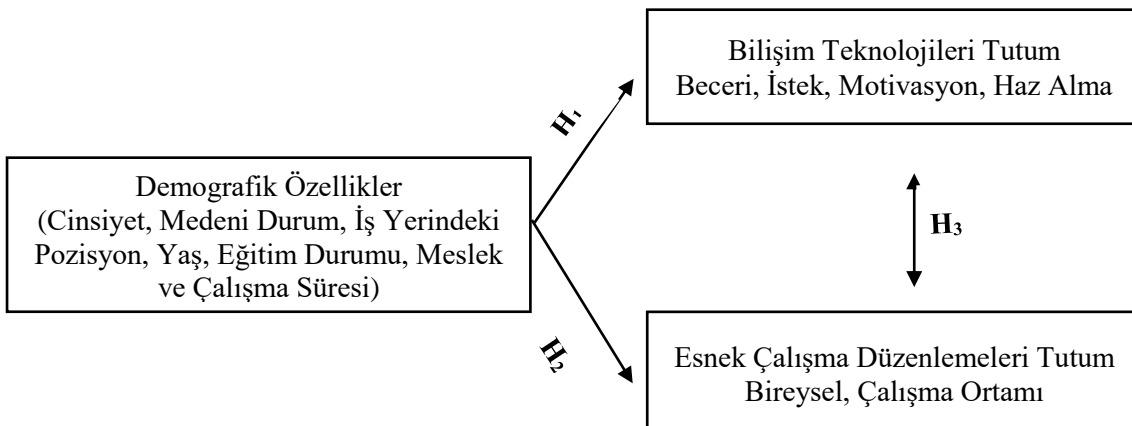 Bilişim Teknolojileri Tutum
Beceri, İstek, Motivasyon, Haz Alma
H₁
Demografik Özellikler
(Cinsiyet, Medeni Durum, İş Yerindeki
Pozisyon, Yaş, Eğitim Durumu, Meslek
ve Çalışma Süresi)
H₃
H₂
Esnek Çalışma Düzenlemeleri Tutum
Bireysel, Çalışma Ortamı